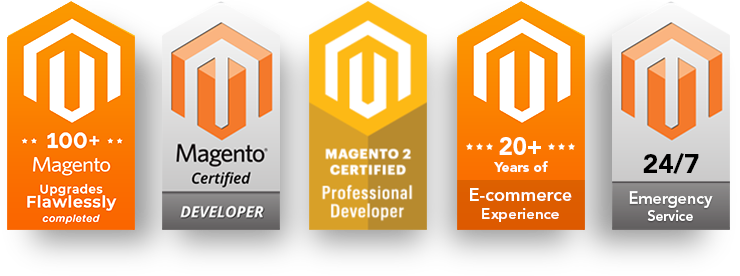 100+
Magento
Upgrades
Flawlessly
completed
Magento®
Certified
DEVELOPER
MAGENTO 2
CERTIFIED
Professional
Developer
20+
Years of
E-commerce
Experience
24/7
Emergency
Service